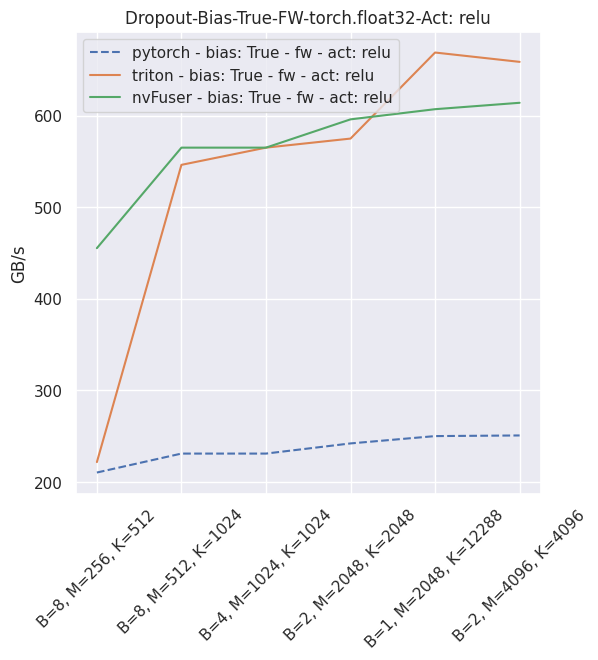 Dropout-Bias-True-FW-torch.float32-Act: relu
pytorch - bias: True - fw - act: relu
triton - bias: True - fw - act: relu
nvFuser - bias: True - fw - act: relu
GB/s
600
500
400
300
200
B=8, M=256, K=512
B=8, M=512, K=1024
B=4, M=1024, K=1024
B=2, M=2048, K=2048
B=1, M=2048, K=12288
B=2, M=4096, K=4096